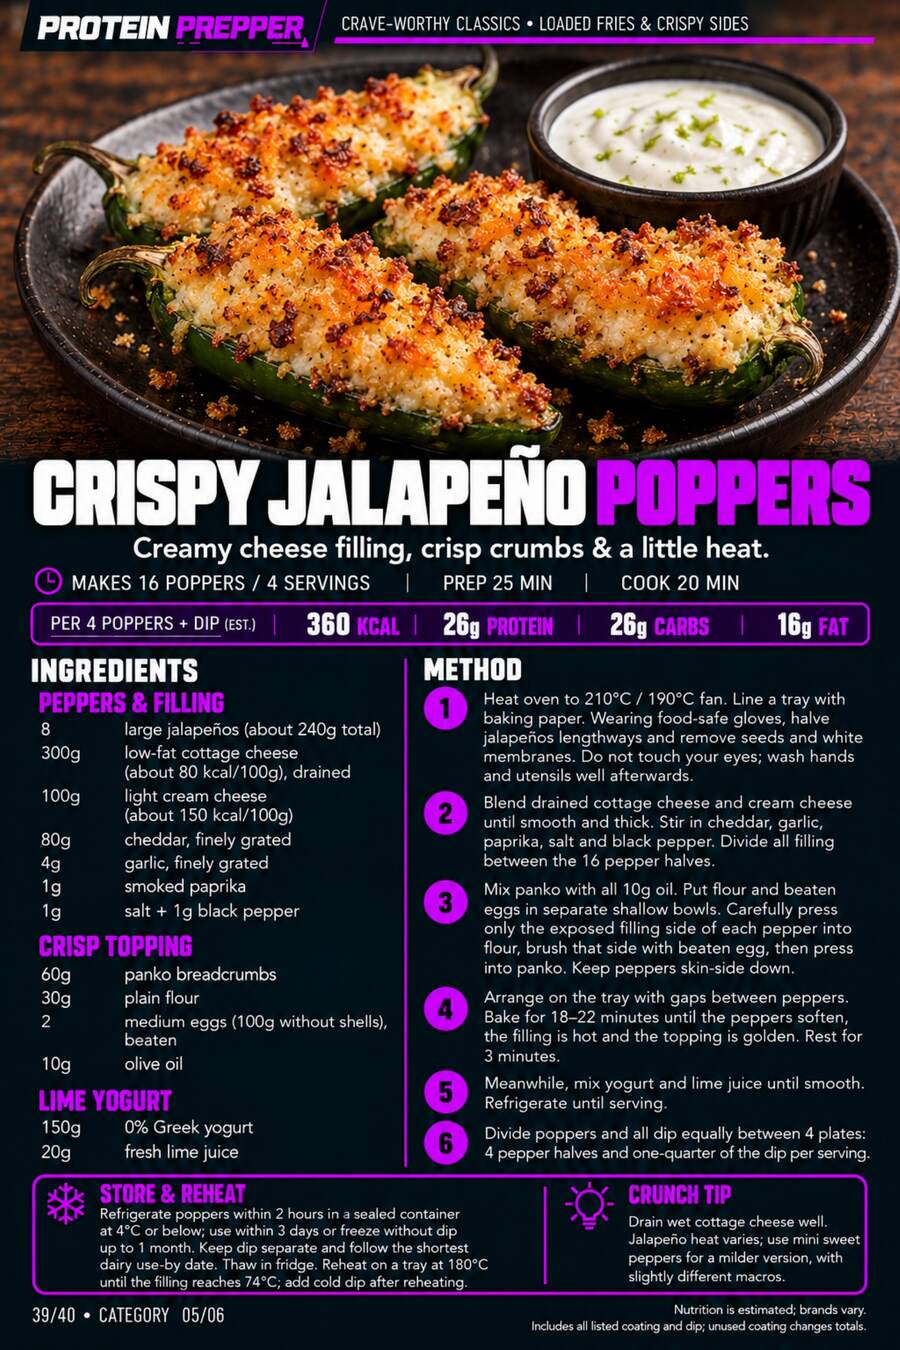 PROTEIN PREPPER
CRAVE-WORTHY CLASSICS • LOADED FRIES & CRISPY SIDES
CRISPY JALAPEÑO POPPERS
Creamy cheese filling, crisp crumbs & a little heat.
MAKES 16 POPPERS / 4 SERVINGS | PREP 25 MIN | COOK 20 MIN
PER 4 POPPERS + DIP (EST.) | 360 KCAL | 26g PROTEIN | 26g CARBS | 16g FAT
INGREDIENTS
PEPPERS & FILLING
8 large jalapeños (about 240g total)
300g low-fat cottage cheese
(about 80 kcal/100g), drained
100g light cream cheese
(about 150 kcal/100g)
80g cheddar, finely grated
4g garlic, finely grated
1g smoked paprika
1g salt + 1g black pepper
CRISP TOPPING
60g panko breadcrumbs
30g plain flour
2 medium eggs (100g without shells),
beaten
10g olive oil
LIME YOGURT
150g 0% Greek yogurt
20g fresh lime juice
METHOD
1 Heat oven to 210°C / 190°C fan. Line a tray with
baking paper. Wearing food-safe gloves, halve
jalapeños lengthways and remove seeds and white
membranes. Do not touch your eyes; wash hands
and utensils well afterwards.
2 Blend drained cottage cheese and cream cheese
until smooth and thick. Stir in cheddar, garlic,
paprika, salt and black pepper. Divide all filling
between the 16 pepper halves.
3 Mix panko with all 10g oil. Put flour and beaten
eggs in separate shallow bowls. Carefully press
only the exposed filling side of each pepper into
flour, brush that side with beaten egg, then press
into panko. Keep peppers skin-side down.
4 Arrange on the tray with gaps between peppers.
Bake for 18–22 minutes until the peppers soften,
the filling is hot and the topping is golden. Rest for
3 minutes.
5 Meanwhile, mix yogurt and lime juice until smooth.
Refrigerate until serving.
6 Divide poppers and all dip equally between 4 plates:
4 pepper halves and one-quarter of the dip per serving.
STORE & REHEAT
Refrigerate poppers within 2 hours in a sealed container
at 4°C or below; use within 3 days or freeze without dip
up to 1 month. Keep dip separate and follow the shortest
dairy use-by date. Thaw in fridge. Reheat on a tray at 180°C
until the filling reaches 74°C; add cold dip after reheating.
CRUNCH TIP
Drain wet cottage cheese well.
Jalapeño heat varies; use mini sweet
peppers for a milder version, with
slightly different macros.
39/40 • CATEGORY 05/06
Nutrition is estimated; brands vary.
Includes all listed coating and dip; unused coating changes totals.